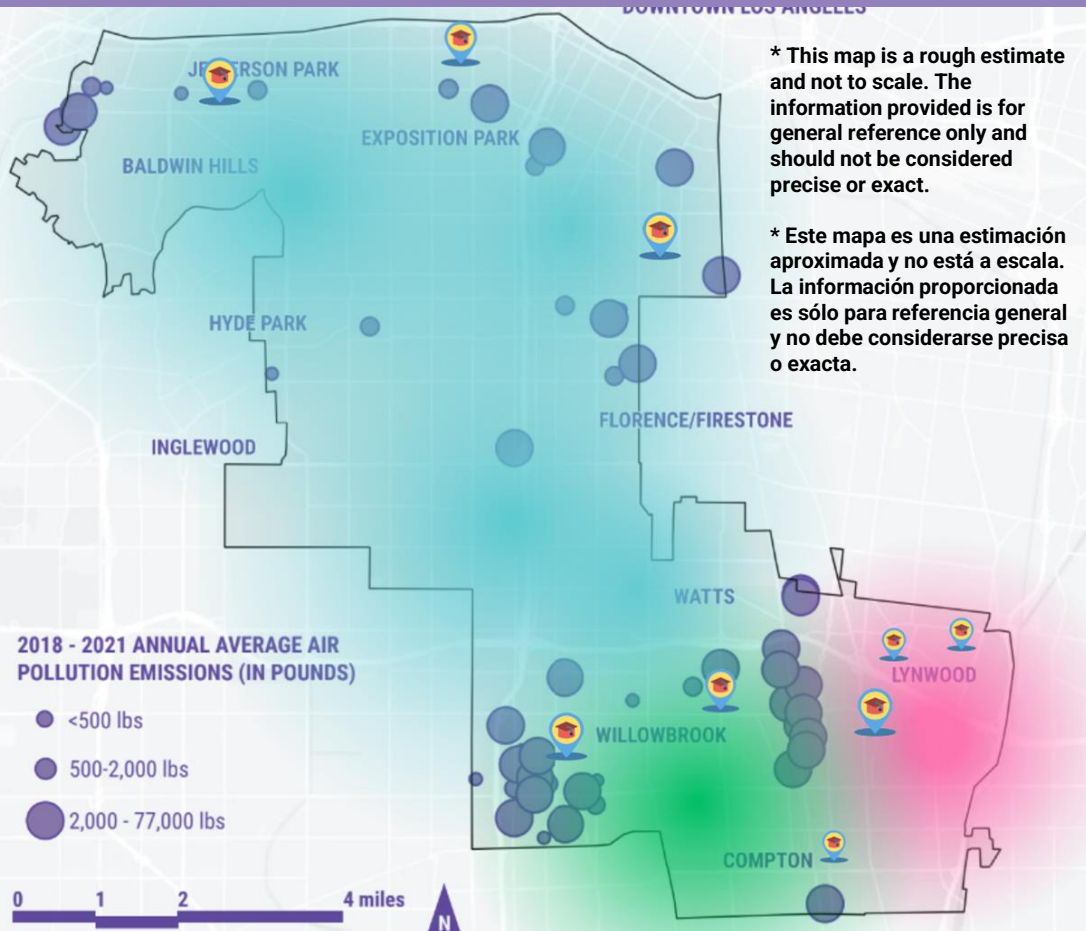 DOWNTOWN LOS ANGELES
* This map is a rough estimate
and not to scale. The
information provided is for
general reference only and
should not be considered
precise or exact.
* Este mapa es una estimación
aproximada y no está a escala.
La información proporcionada
es sólo para referencia general
y no debe considerarse precisa
o exacta.
JEFFERSON PARK
EXPOSITION PARK
BALDWIN HILLS
HYDE PARK
FLORENCE/FIRESTONE
INGLEWOOD
WATTS
LYNWOOD
WILLOWBROOK
COMPTON
2018 - 2021 ANNUAL AVERAGE AIR
POLLUTION EMISSIONS (IN POUNDS)
<500 lbs
500-2,000 lbs
2,000 - 77,000 lbs
0 1 2 4 miles
N